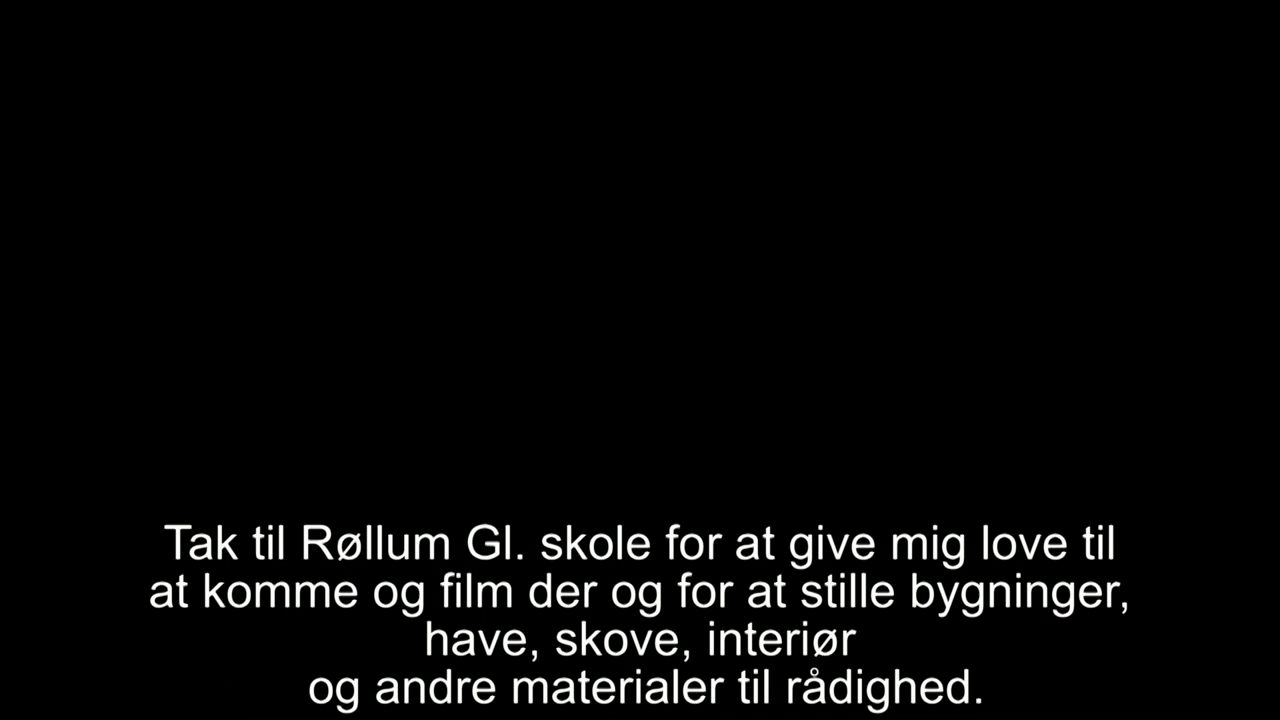 Tak til Røllum Gl. skole for at give mig love til
at komme og film der og for at stille bygninger,
have, skove, interiør
og andre materialer til rådighed.